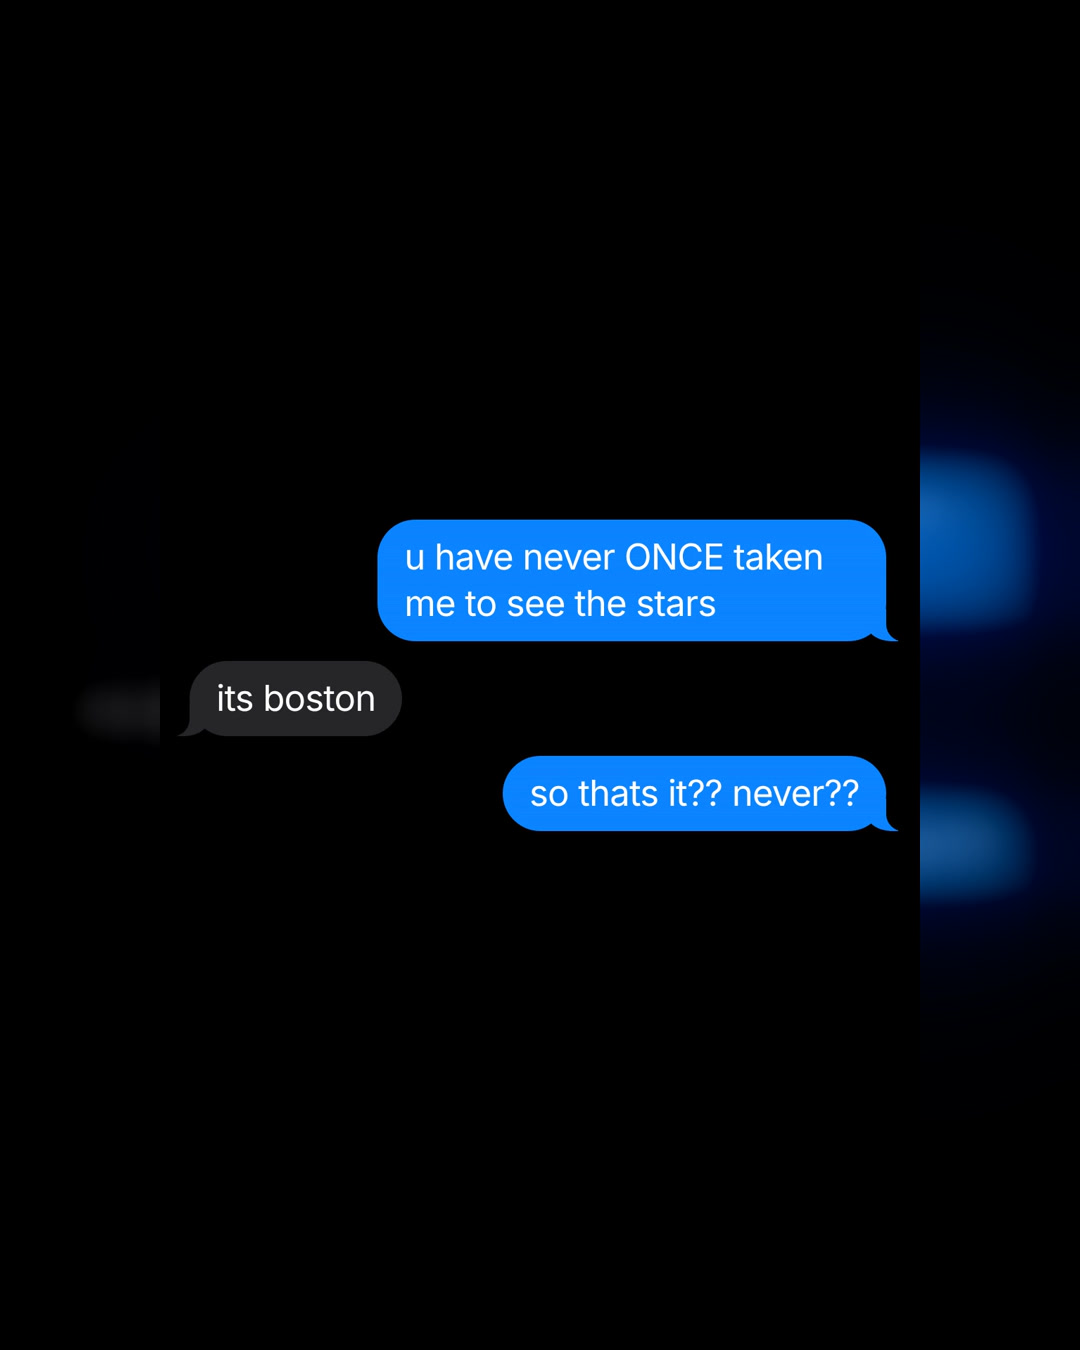 u have never ONCE taken
me to see the stars
its boston
so thats it?? never??